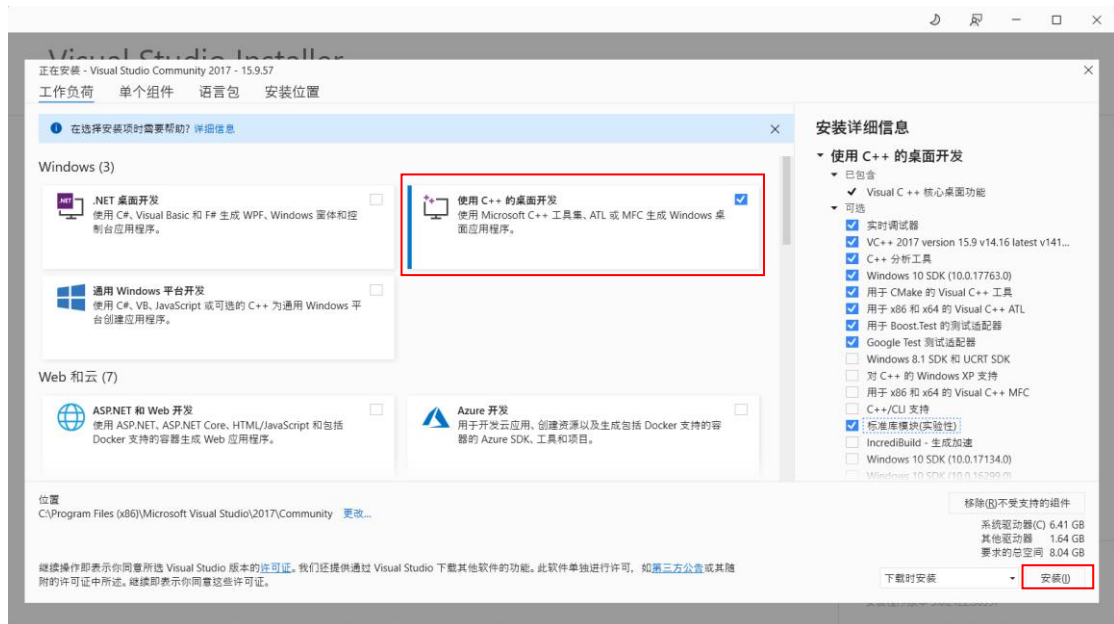 Visual Studio Installer
正在安装 - Visual Studio Community 2017 - 15.9.57
工作负荷 单个组件 语言包 安装位置
在选择安装项时需要帮助? 详细信息
Windows (3)
.NET 桌面开发
使用 C#、Visual Basic 和 F# 生成 WPF、Windows 窗体和控
制台应用程序。
使用 C++ 的桌面开发
使用 Microsoft C++ 工具集、ATL 或 MFC 生成 Windows 桌
面应用程序。
通用 Windows 平台开发
使用 C#、VB、JavaScript 或可选的 C++ 为通用 Windows 平
台创建应用程序。
Web 和云 (7)
ASP.NET 和 Web 开发
使用 ASP.NET、ASP.NET Core、HTML/JavaScript 和包括
Docker 支持的容器生成 Web 应用程序。
Azure 开发
用于开发云应用、创建资源以及生成包括 Docker 支持的容
器的 Azure SDK、工具和项目。
安装详细信息
使用 C++ 的桌面开发
已包含
Visual C ++ 核心桌面功能
可选
实时调试器
VC++ 2017 version 15.9 v14.16 latest v141...
C++ 分析工具
Windows 10 SDK (10.0.17763.0)
用于 CMake 的 Visual C++ 工具
用于 x86 和 x64 的 Visual C++ ATL
用于 Boost.Test 的测试适配器
Google Test 测试适配器
Windows 8.1 SDK 和 UCRT SDK
对 C++ 的 Windows XP 支持
用于 x86 和 x64 的 Visual C++ MFC
C++/CLI 支持
标准库模块(实验性)
IncrediBuild - 生成加速
Windows 10 SDK (10.0.17134.0)
Windows 10 SDK (10.0.16299.0)
位置
C:\Program Files (x86)\Microsoft Visual Studio\2017\Community 更改...
移除(R)不受支持的组件
系统驱动器(C) 6.41 GB
其他驱动器 1.64 GB
要求的总空间 8.04 GB
继续操作即表示你同意所选 Visual Studio 版本的许可证。我们还提供通过 Visual Studio 下载其他软件的功能。此软件单独进行许可，如第三方公告或其随
附的许可证中所述。继续即表示你同意这些许可证。
下载时安装
安装(I)